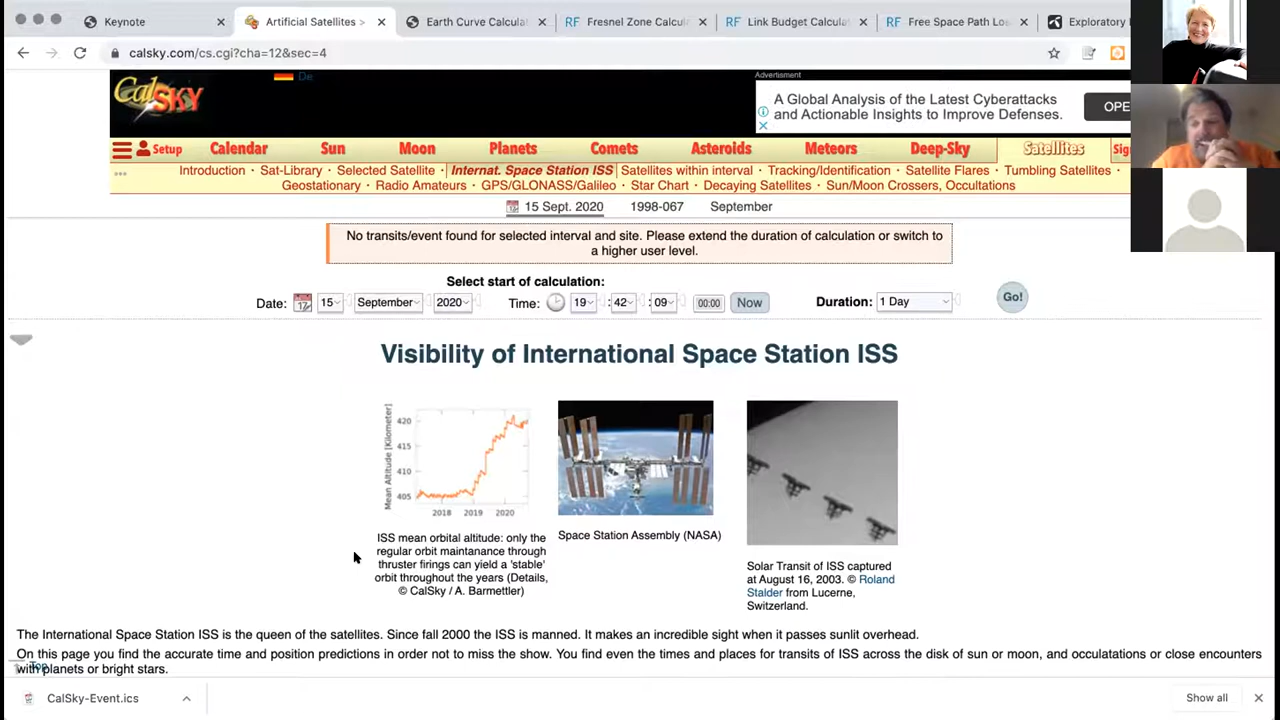 Keynote
Artificial Satellites >
Earth Curve Calcula
RF Fresnel Zone Calcul
RF Link Budget Calcula
RF Free Space Path Lo
Exploratory
calsky.com/cs.cgi?cha=12&sec=4
De
CalSKY
Advertisment
A Global Analysis of the Latest Cyberattacks
and Actionable Insights to Improve Defenses.
OPE
Setup Calendar Sun Moon Planets Comets Asteroids Meteors Deep-Sky Satellites Sig
... Introduction Sat-Library Selected Satellite Internat. Space Station ISS Satellites within interval Tracking/Identification Satellite Flares Tumbling Satellites
Geostationary Radio Amateurs GPS/GLONASS/Galileo Star Chart Decaying Satellites Sun/Moon Crossers, Occultations
17 15 Sept. 2020 1998-067 September
No transits/event found for selected interval and site. Please extend the duration of calculation or switch to
a higher user level.
Select start of calculation:
Date: 17 15 September 2020 Time: 19 :42 :09 00:00 Now Duration: 1 Day Go!
Visibility of International Space Station ISS
Mean Altitude [Kilometer]
420
415
410
405
2018 2019 2020
ISS mean orbital altitude: only the
regular orbit maintanance through
thruster firings can yield a 'stable'
orbit throughout the years (Details,
© CalSky / A. Barmettler)
Space Station Assembly (NASA)
Solar Transit of ISS captured
at August 16, 2003. © Roland
Stalder from Lucerne,
Switzerland.
The International Space Station ISS is the queen of the satellites. Since fall 2000 the ISS is manned. It makes an incredible sight when it passes sunlit overhead.
On this page you find the accurate time and position predictions in order not to miss the show. You find even the times and places for transits of ISS across the disk of sun or moon, and occulatations or close encounters
with planets or bright stars.
Top
CalSky-Event.ics
Show all